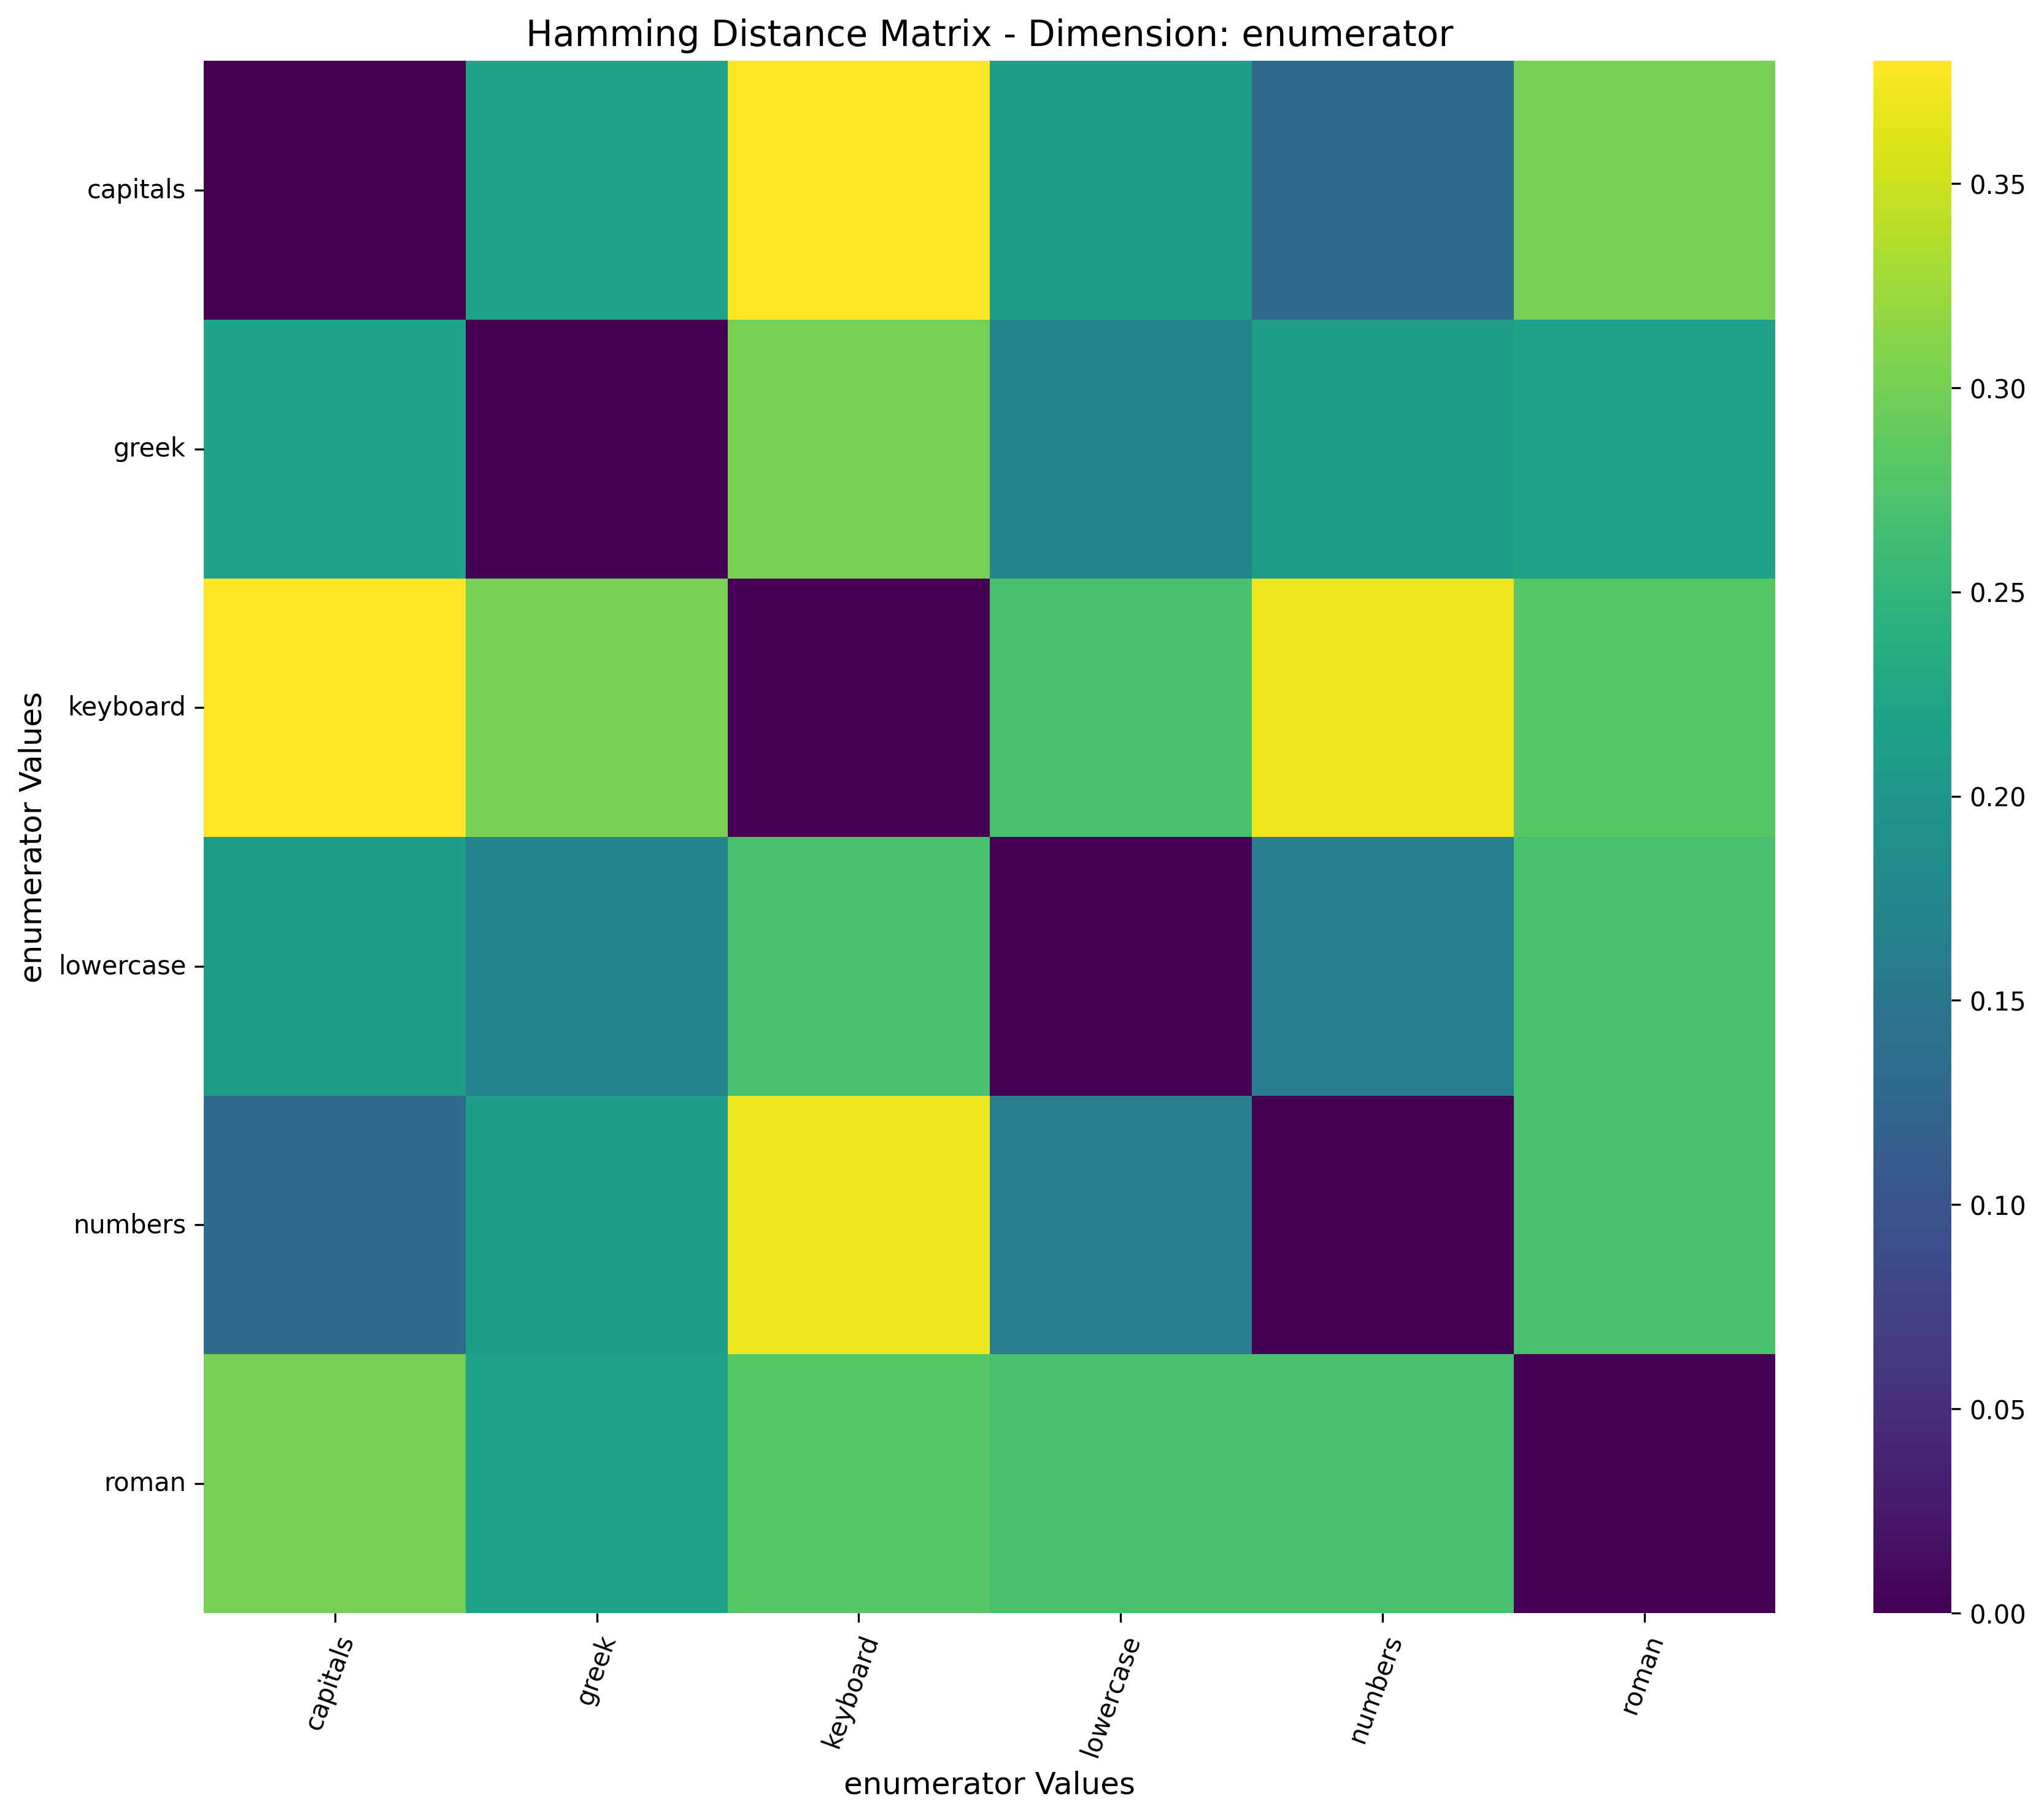 Hamming Distance Matrix - Dimension: enumerator
enumerator Values
capitals
greek
keyboard
lowercase
numbers
roman
capitals
greek
keyboard
lowercase
numbers
roman
enumerator Values
0.35
0.30
0.25
0.20
0.15
0.10
0.05
0.00